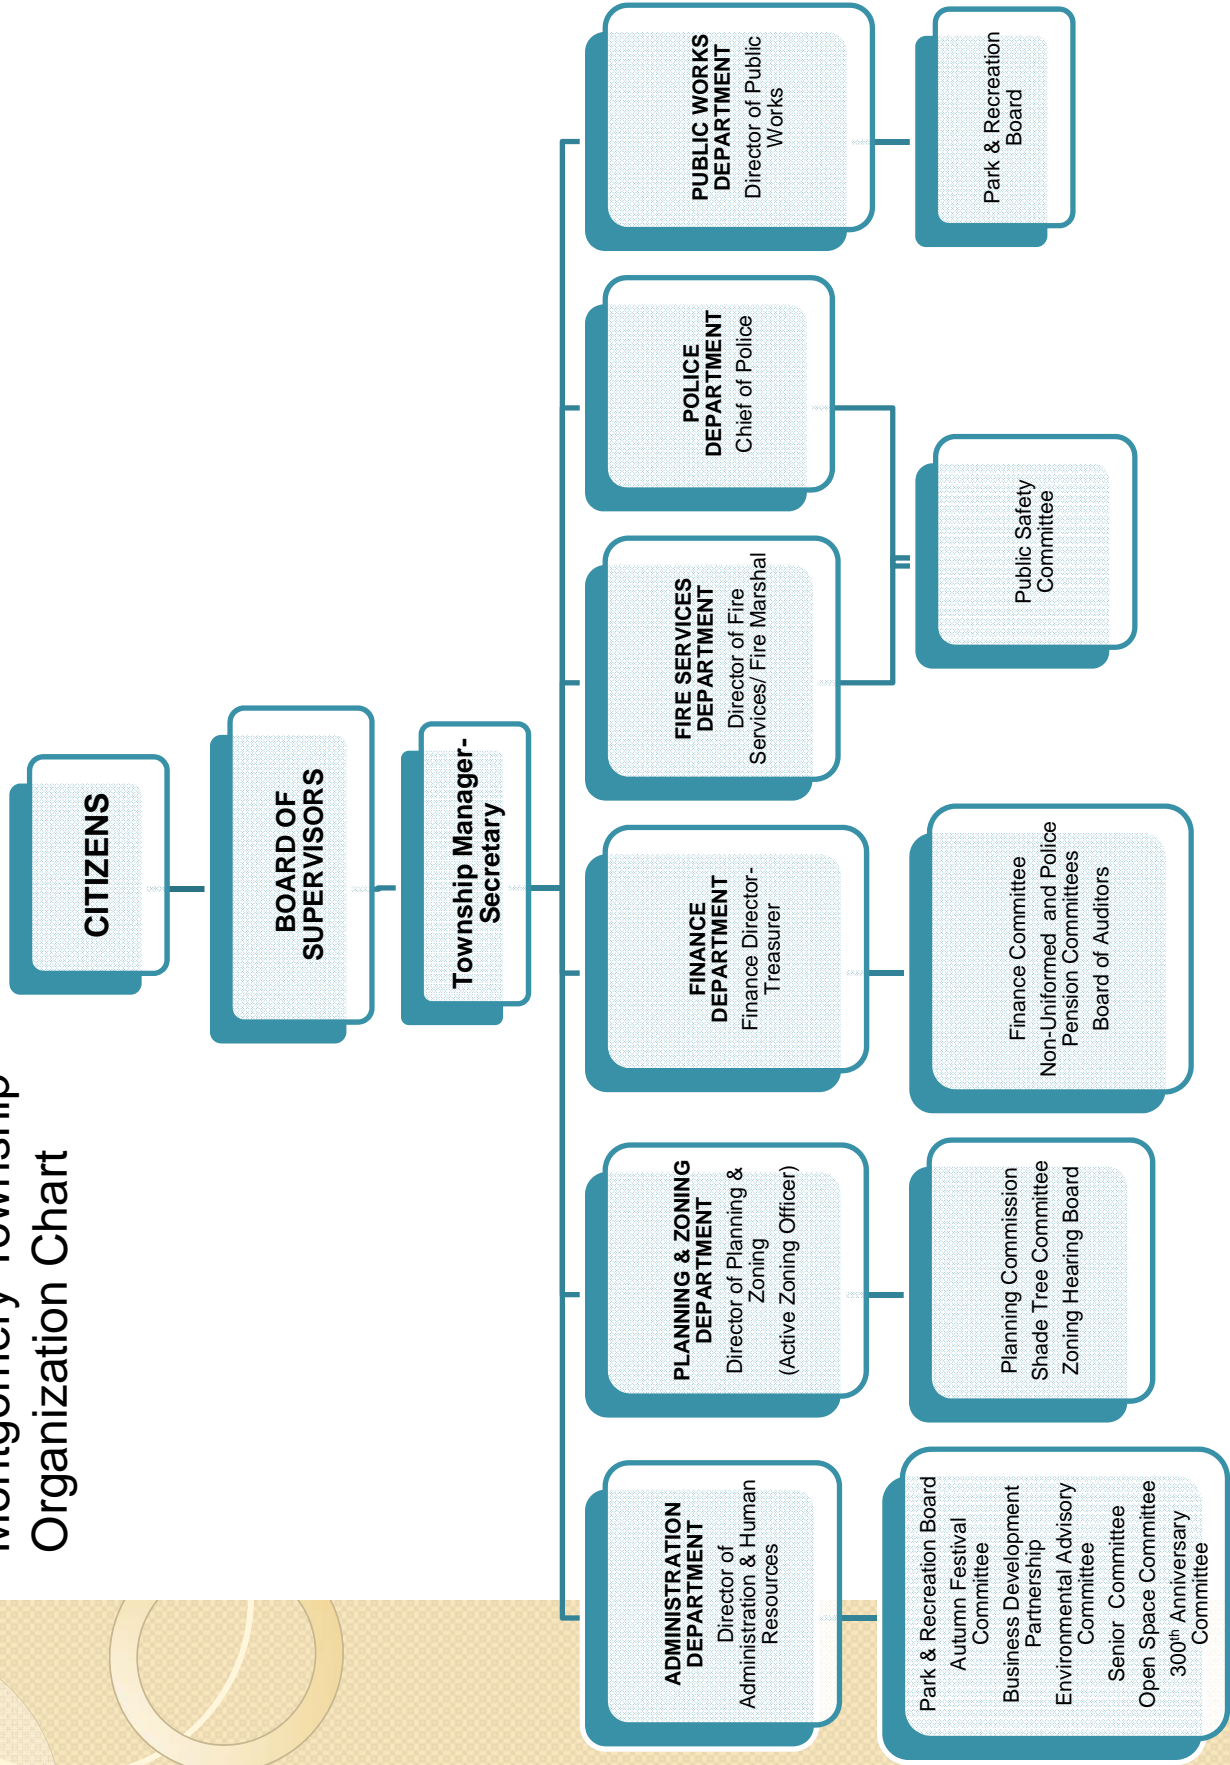 Montgomery Township
Organization Chart
CITIZENS
BOARD OF
SUPERVISORS
Township Manager-
Secretary
ADMINISTRATION
DEPARTMENT
Director of
Administration & Human
Resources
PLANNING & ZONING
DEPARTMENT
Director of Planning &
Zoning
(Active Zoning Officer)
FINANCE
DEPARTMENT
Finance Director-
Treasurer
FIRE SERVICES
DEPARTMENT
Director of Fire
Services/ Fire Marshal
POLICE
DEPARTMENT
Chief of Police
PUBLIC WORKS
DEPARTMENT
Director of Public
Works
Park & Recreation Board
Autumn Festival
Committee
Business Development
Partnership
Environmental Advisory
Committee
Senior Committee
Open Space Committee
300th Anniversary
Committee
Planning Commission
Shade Tree Committee
Zoning Hearing Board
Finance Committee
Non-Uniformed and Police
Pension Committees
Board of Auditors
Public Safety
Committee
Park & Recreation
Board